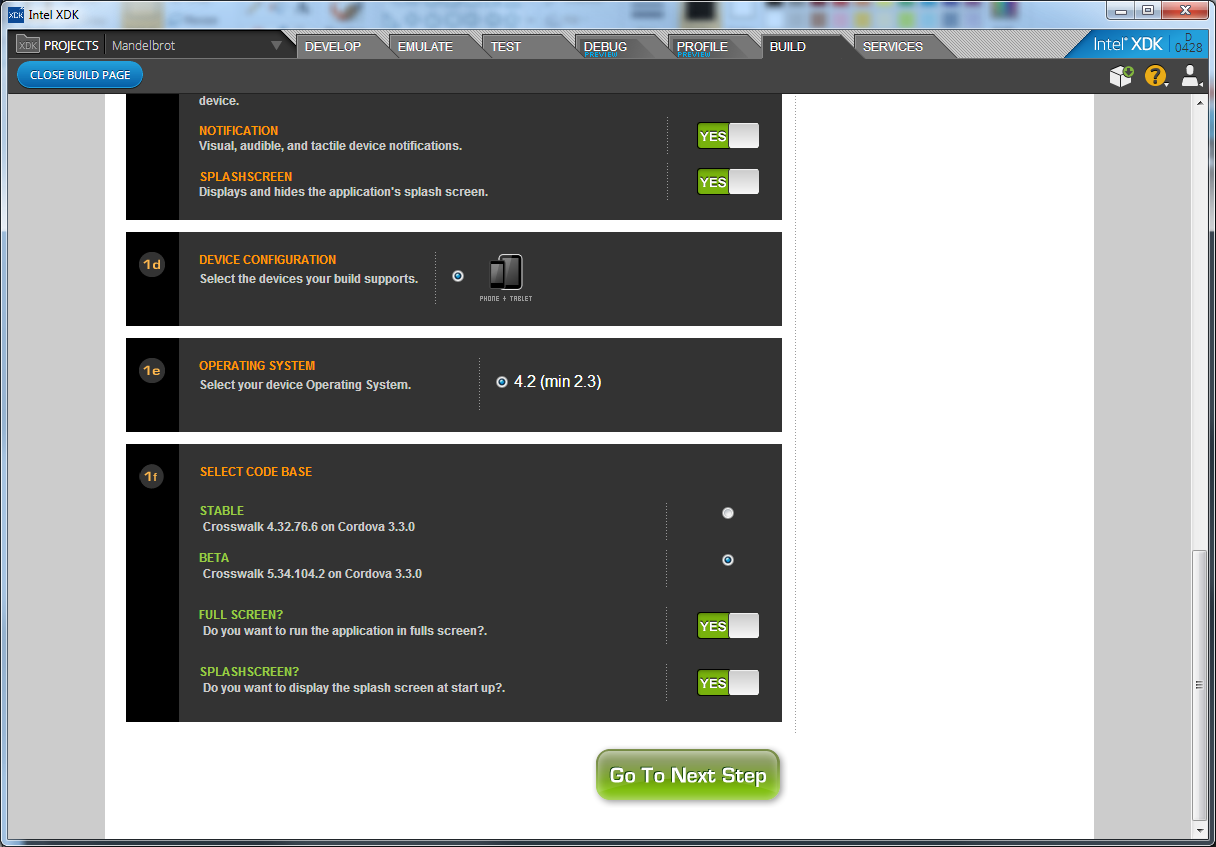 XDK Intel XDK
XDK PROJECTS Mandelbrot DEVELOP EMULATE TEST DEBUG PREVIEW PROFILE PREVIEW BUILD SERVICES Intel® XDK D 0428
CLOSE BUILD PAGE ?
device.
NOTIFICATION
Visual, audible, and tactile device notifications.
YES
SPLASHSCREEN
Displays and hides the application's splash screen.
YES
1d DEVICE CONFIGURATION
Select the devices your build supports.
PHONE + TABLET
1e OPERATING SYSTEM
Select your device Operating System.
4.2 (min 2.3)
1f SELECT CODE BASE
STABLE
Crosswalk 4.32.76.6 on Cordova 3.3.0
BETA
Crosswalk 5.34.104.2 on Cordova 3.3.0
FULL SCREEN?
Do you want to run the application in fulls screen?.
YES
SPLASHSCREEN?
Do you want to display the splash screen at start up?.
YES
Go To Next Step